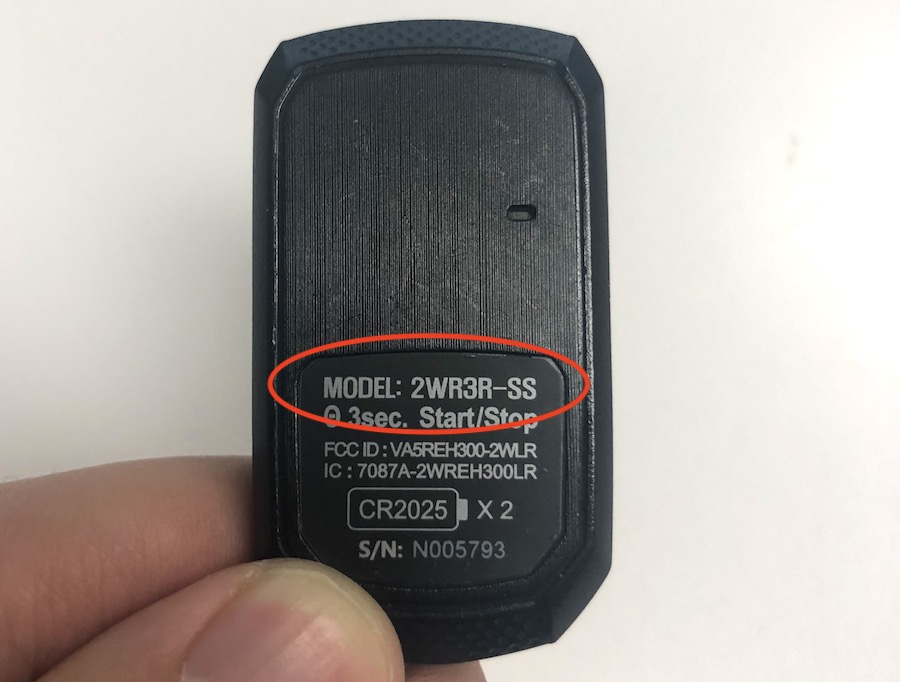 MODEL: 2WR3R-SS
Θ 3sec. Start/Stop
FCC ID : VA5REH300-2WLR
IC : 7087A-2WREH300LR
CR2025 X 2
S/N: N005793